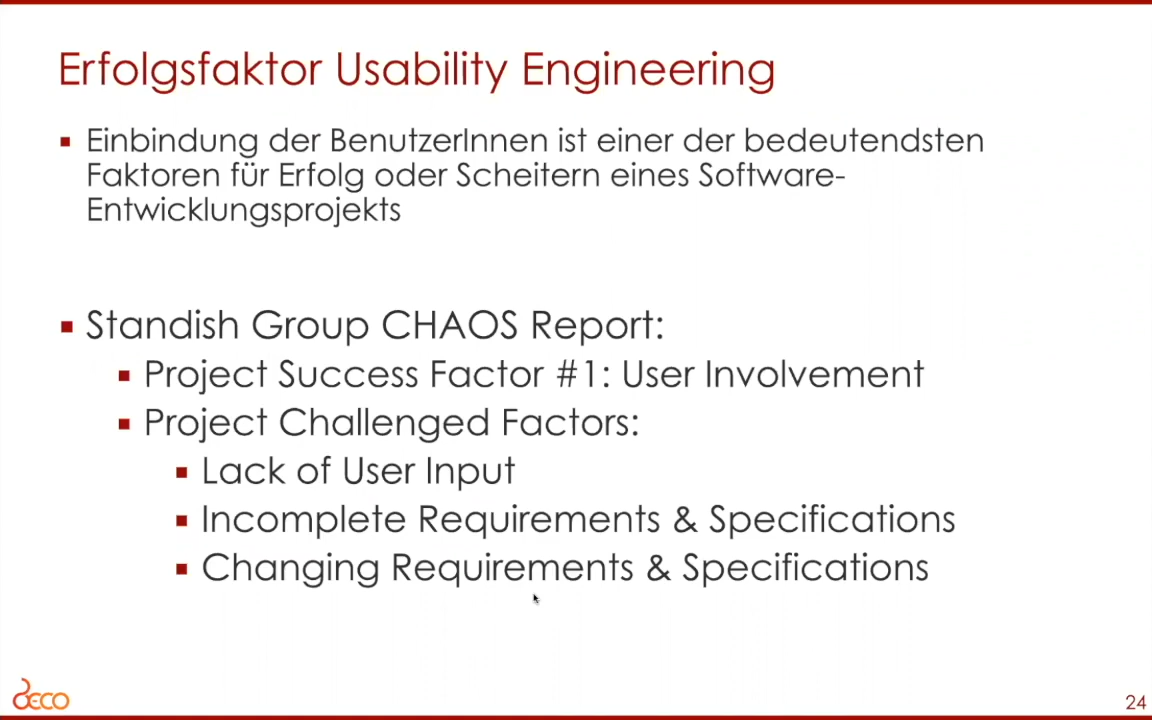 Erfolgsfaktor Usability Engineering
Einbindung der BenutzerInnen ist einer der bedeutendsten
Faktoren für Erfolg oder Scheitern eines Software-
Entwicklungsprojekts
Standish Group CHAOS Report:
Project Success Factor #1: User Involvement
Project Challenged Factors:
Lack of User Input
Incomplete Requirements & Specifications
Changing Requirements & Specifications
DECO
24